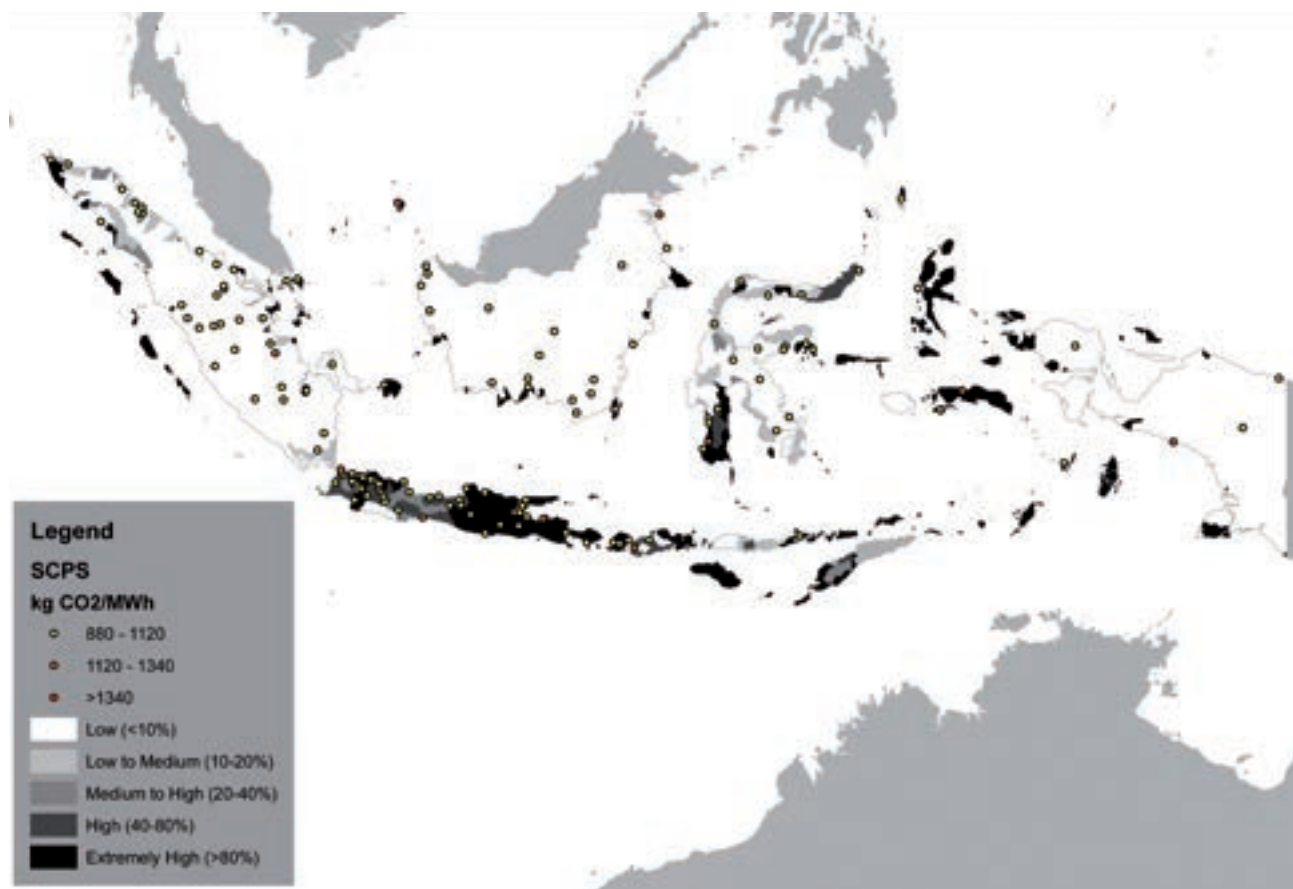 Legend
SCPS
kg CO2/MWh
880 - 1120
1120 - 1340
>1340
Low (<10%)
Low to Medium (10-20%)
Medium to High (20-40%)
High (40-80%)
Extremely High (>80%)